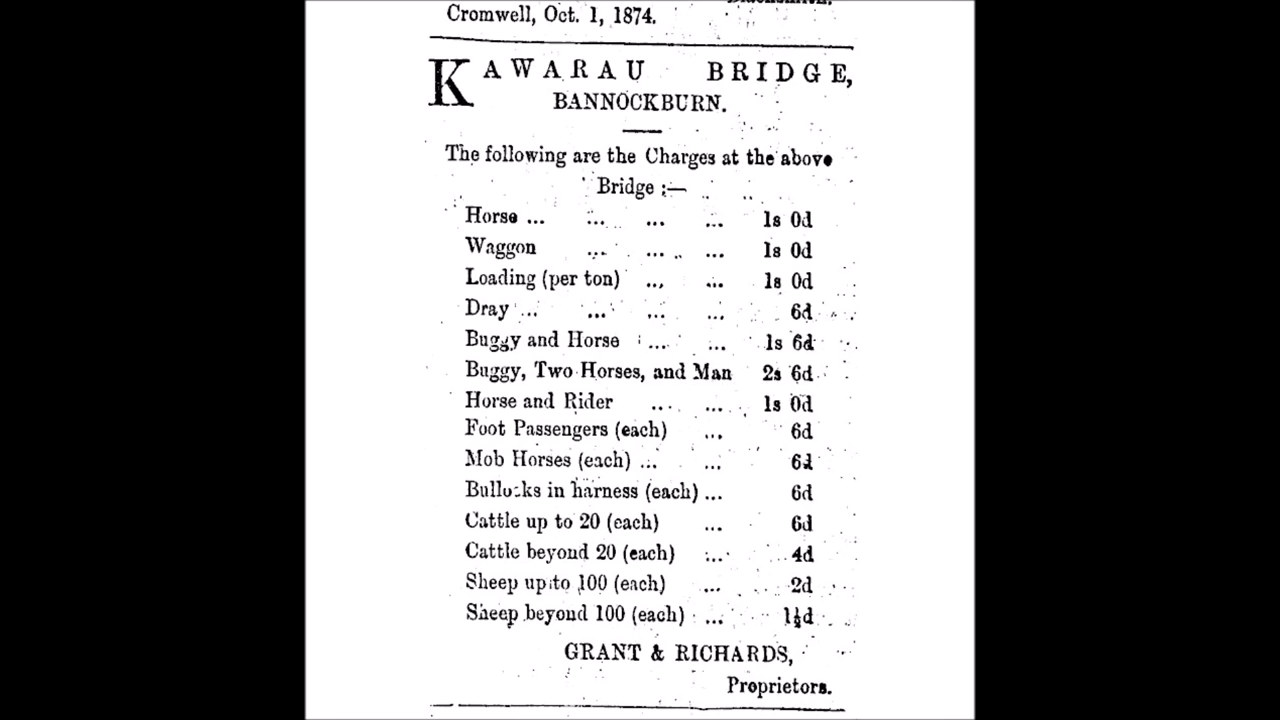 Cromwell, Oct. 1, 1874.
KAWARAU BRIDGE,
BANNOCKBURN.
The following are the Charges at the above
Bridge :—
Horse ... ... ... ... 1s 0d
Waggon ... ... ... 1s 0d
Loading (per ton) ... ... 1s 0d
Dray ... ... ... ... 6d
Buggy and Horse ... ... 1s 6d
Buggy, Two Horses, and Man 2s 6d
Horse and Rider ... ... 1s 0d
Foot Passengers (each) ... 6d
Mob Horses (each) ... ... 6d
Bullocks in harness (each) ... 6d
Cattle up to 20 (each) ... 6d
Cattle beyond 20 (each) ... 4d
Sheep up to 100 (each) ... 2d
Sheep beyond 100 (each) ... 1½d
GRANT & RICHARDS,
Proprietors.